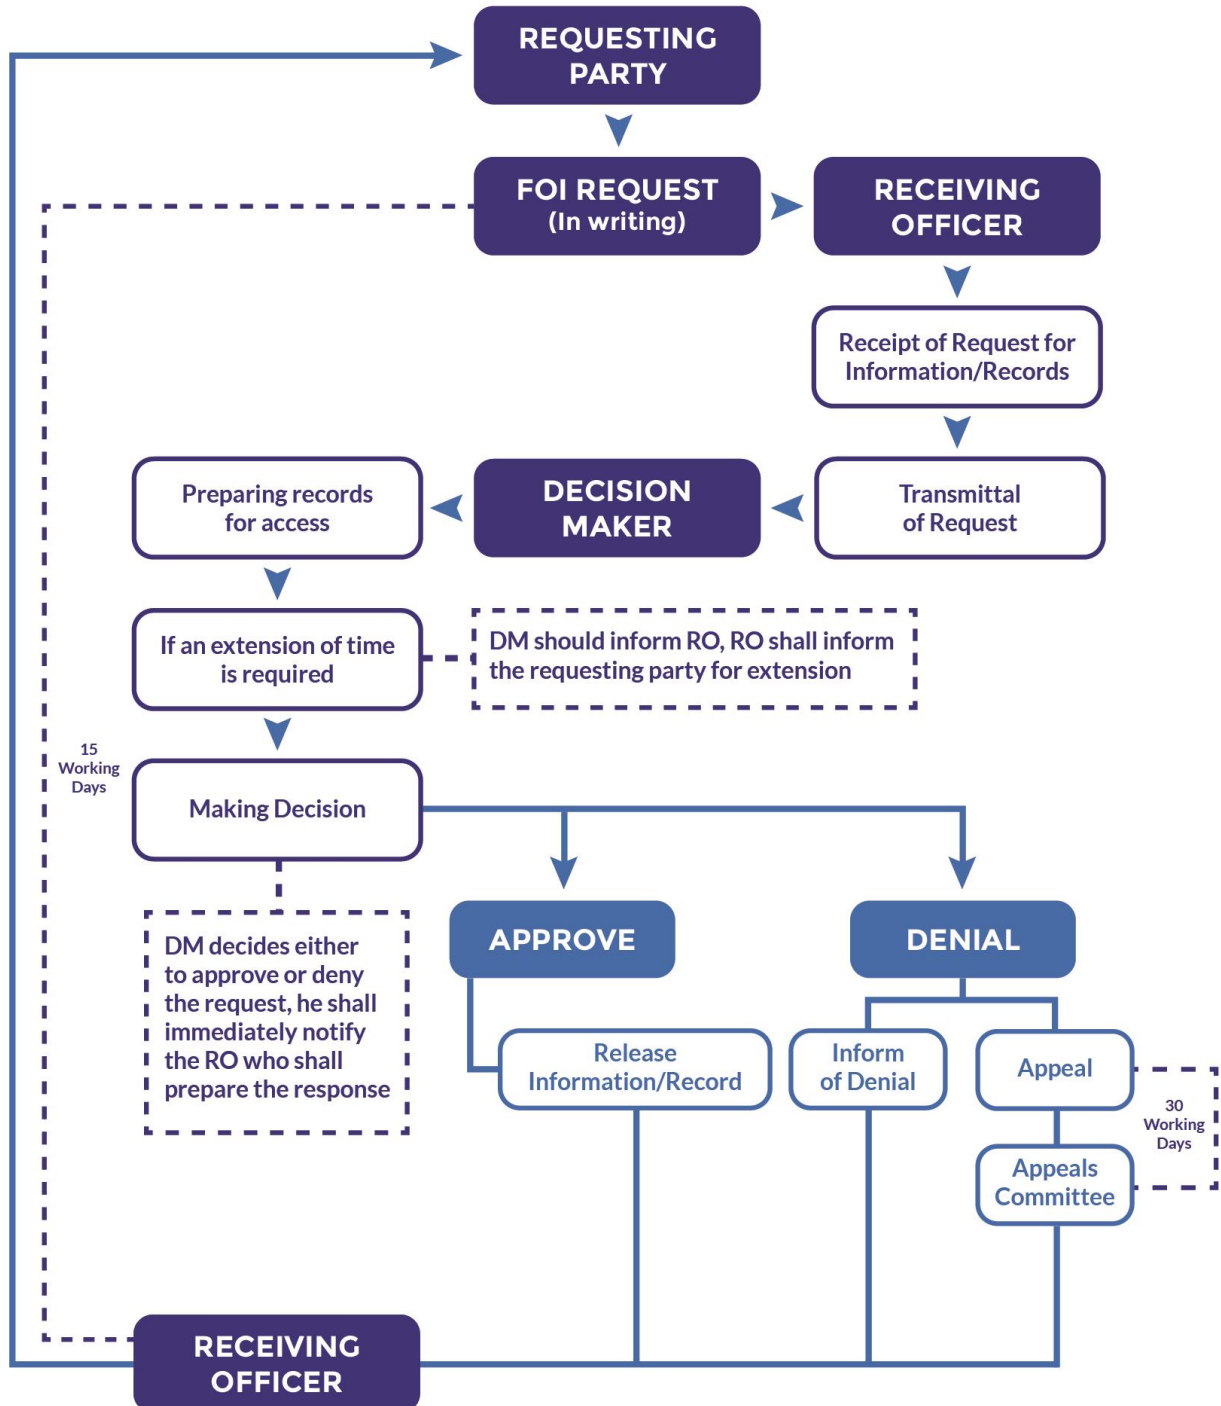 REQUESTING
PARTY
FOI REQUEST
(In writing)
RECEIVING
OFFICER
Receipt of Request for
Information/Records
Transmittal
of Request
DECISION
MAKER
Preparing records
for access
If an extension of time
is required
DM should inform RO, RO shall inform
the requesting party for extension
15
Working
Days
Making Decision
DM decides either
to approve or deny
the request, he shall
immediately notify
the RO who shall
prepare the response
APPROVE
DENIAL
Release
Information/Record
Inform
of Denial
Appeal
30
Working
Days
Appeals
Committee
RECEIVING
OFFICER